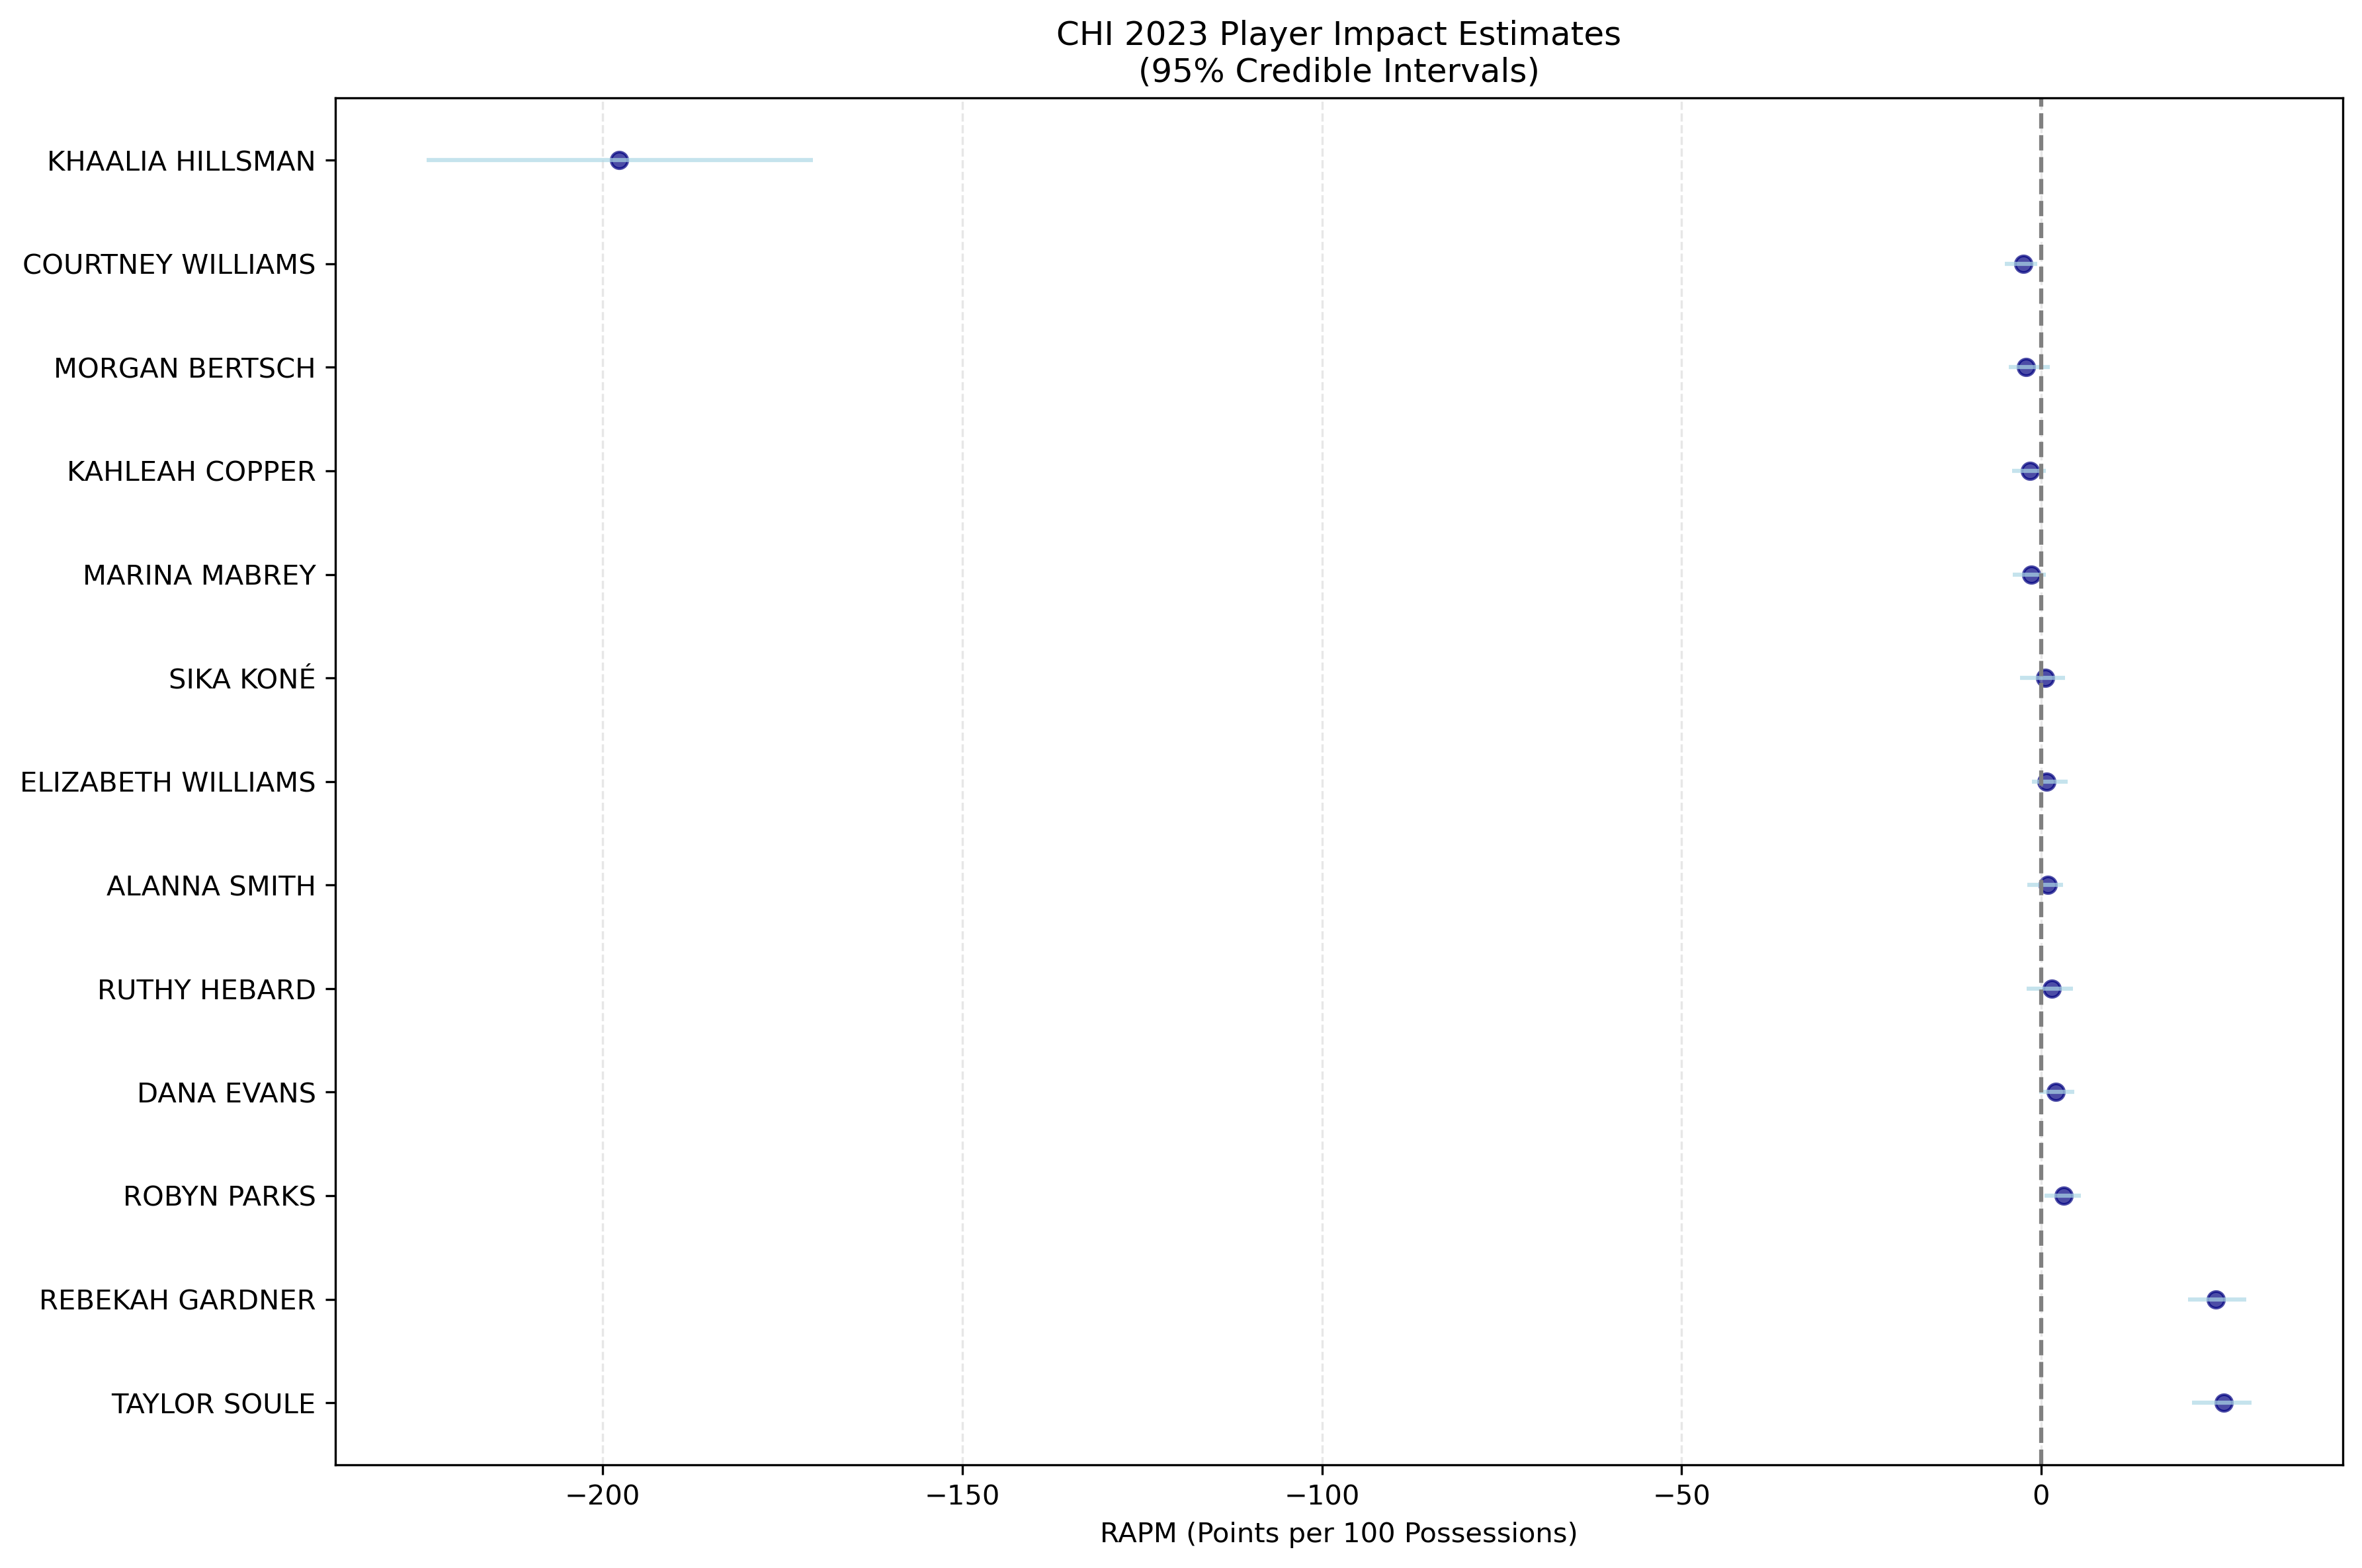 CHI 2023 Player Impact Estimates
(95% Credible Intervals)
KHAALIA HILLSMAN
COURTNEY WILLIAMS
MORGAN BERTSCH
KAHLEAH COPPER
MARINA MABREY
SIKA KONÉ
ELIZABETH WILLIAMS
ALANNA SMITH
RUTHY HEBARD
DANA EVANS
ROBYN PARKS
REBEKAH GARDNER
TAYLOR SOULE
−200 −150 −100 −50 0
RAPM (Points per 100 Possessions)